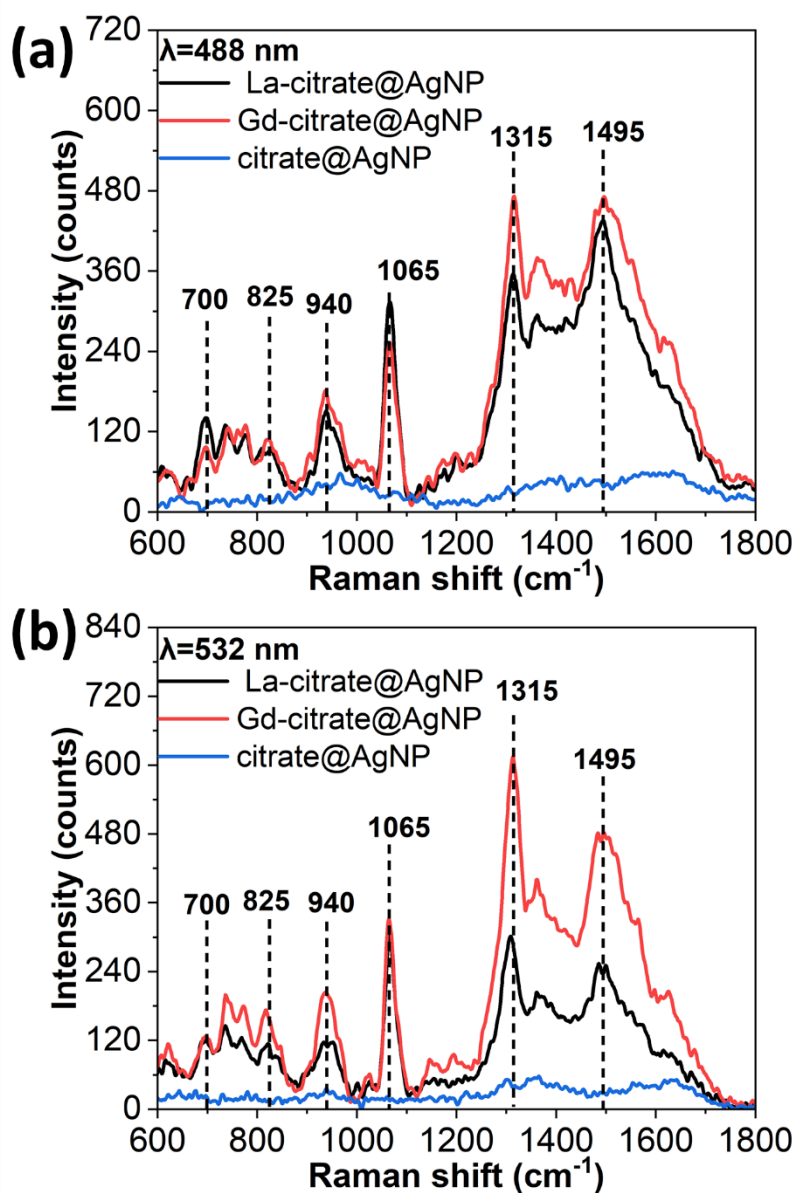 (a)
λ=488 nm
La-citrate@AgNP
Gd-citrate@AgNP
citrate@AgNP
700 825 940 1065 1315 1495
Intensity (counts)
720
600
480
360
240
120
0
600 800 1000 1200 1400 1600 1800
Raman shift (cm⁻¹)
(b)
λ=532 nm
La-citrate@AgNP
Gd-citrate@AgNP
citrate@AgNP
700 825 940 1065 1315 1495
Intensity (counts)
840
720
600
480
360
240
120
0
600 800 1000 1200 1400 1600 1800
Raman shift (cm⁻¹)